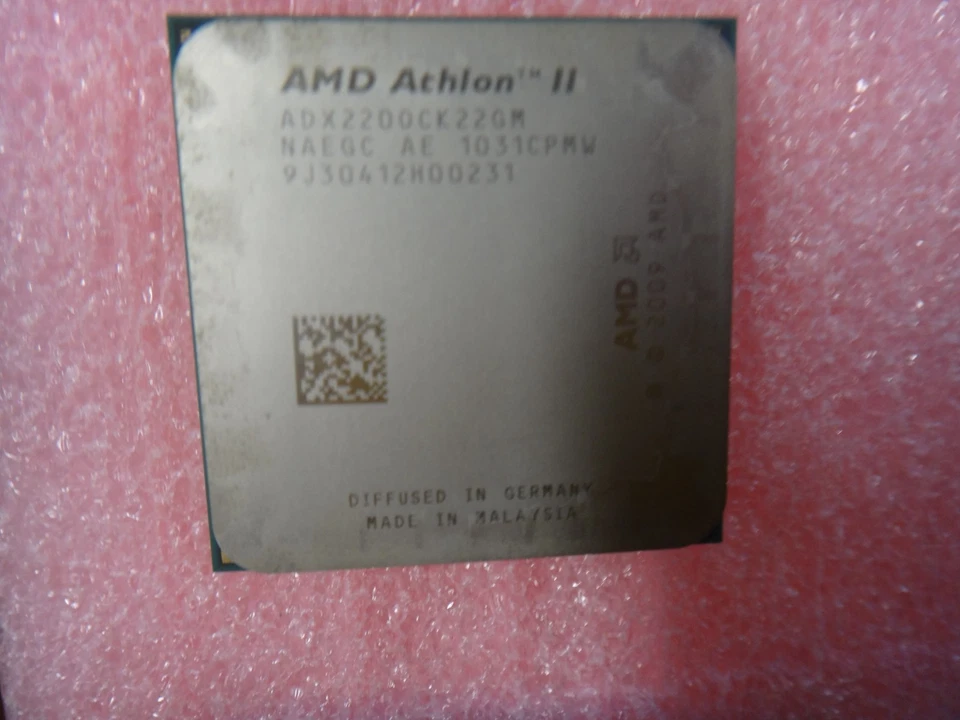 AMD Athlon™ II
ADX220OCK22GM
NAEGC AE 1031CPMW
9J30412H00231
AMD
© 2009 AMD
DIFFUSED IN GERMANY
MADE IN MALAYSIA